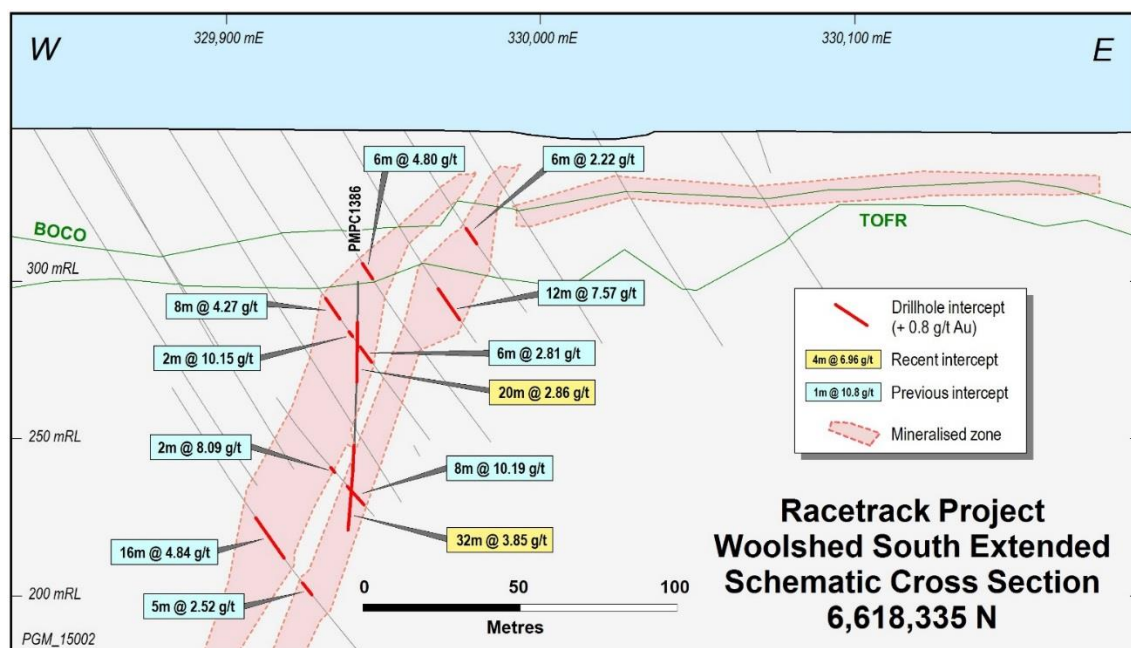 329,900 mE
330,000 mE
330,100 mE
W
E
6m @ 4.80 g/t
6m @ 2.22 g/t
PMPC1386
BOCO
TOFR
300 mRL
8m @ 4.27 g/t
12m @ 7.57 g/t
2m @ 10.15 g/t
6m @ 2.81 g/t
20m @ 2.86 g/t
Drillhole intercept
(+ 0.8 g/t Au)
4m @ 6.96 g/t
Recent intercept
1m @ 10.8 g/t
Previous intercept
Mineralised zone
250 mRL
2m @ 8.09 g/t
8m @ 10.19 g/t
32m @ 3.85 g/t
16m @ 4.84 g/t
200 mRL
5m @ 2.52 g/t
0
50
100
Metres
Racetrack Project
Woolshed South Extended
Schematic Cross Section
6,618,335 N
PGM_15002